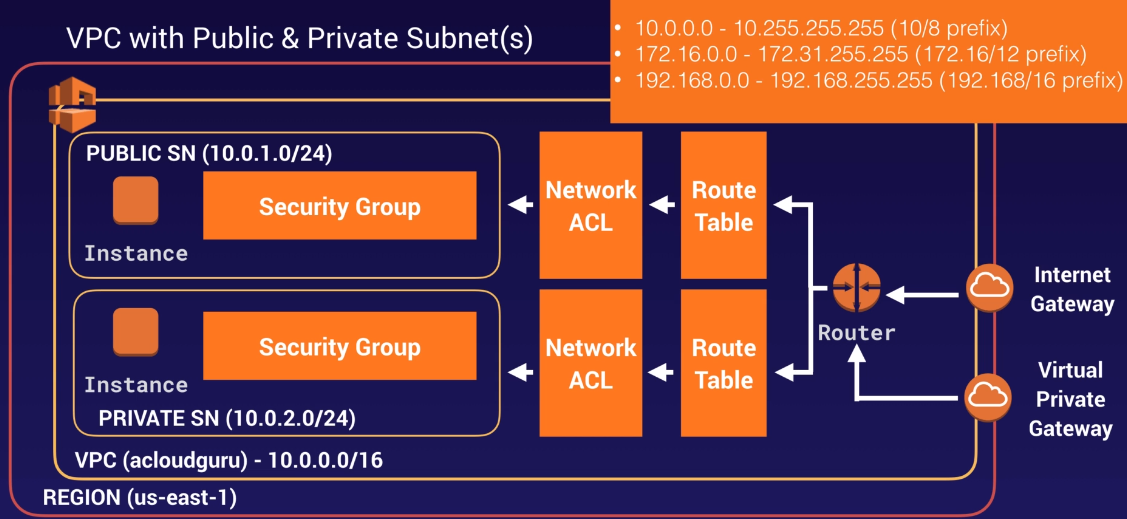 VPC with Public & Private Subnet(s)
• 10.0.0.0 - 10.255.255.255 (10/8 prefix)
• 172.16.0.0 - 172.31.255.255 (172.16/12 prefix)
• 192.168.0.0 - 192.168.255.255 (192.168/16 prefix)
PUBLIC SN (10.0.1.0/24)
Instance
Security Group
Network
ACL
Route
Table
Instance
Security Group
PRIVATE SN (10.0.2.0/24)
Network
ACL
Route
Table
Router
Internet
Gateway
Virtual
Private
Gateway
VPC (acloudguru) - 10.0.0.0/16
REGION (us-east-1)